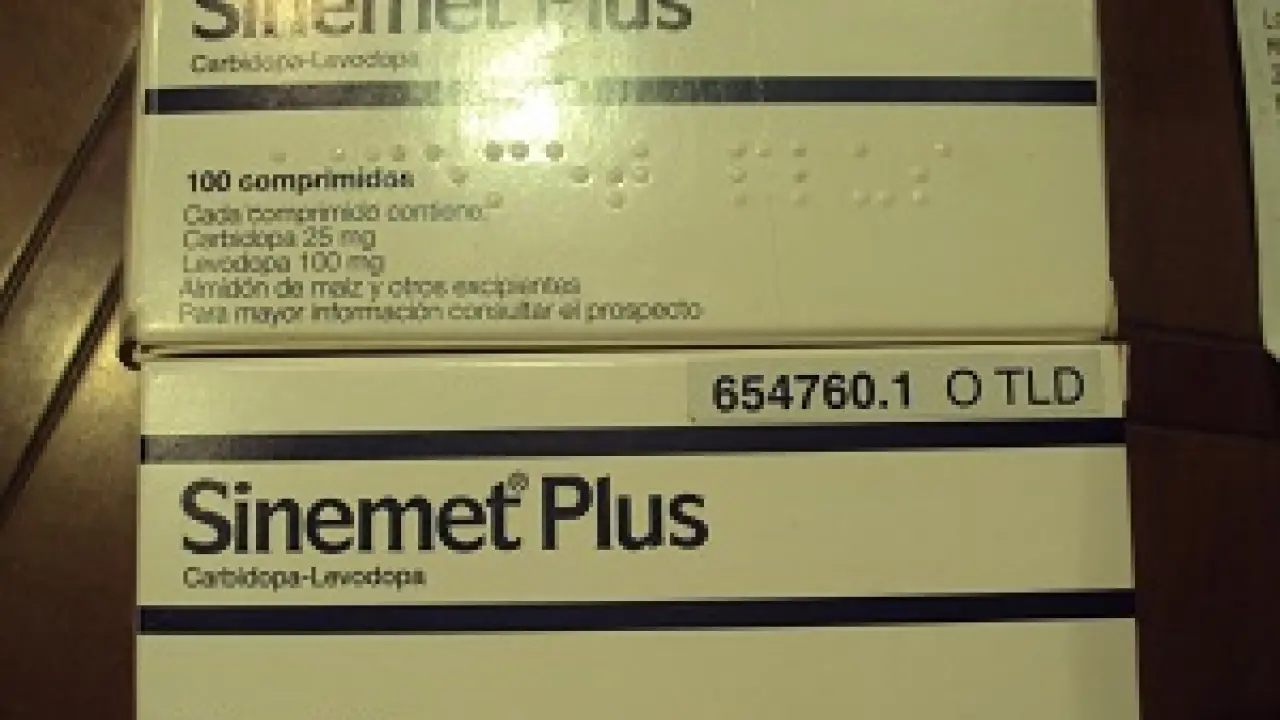 Sinemet Plus
Carbidopa-Levodopa
100 comprimidos
Cada comprimido contiene:
Carbidopa 25 mg
Levodopa 100 mg
Almidón de maíz y otros excipientes
Para mayor información consultar el prospecto
654760.1 O TLD
Sinemet® Plus
Carbidopa-Levodopa